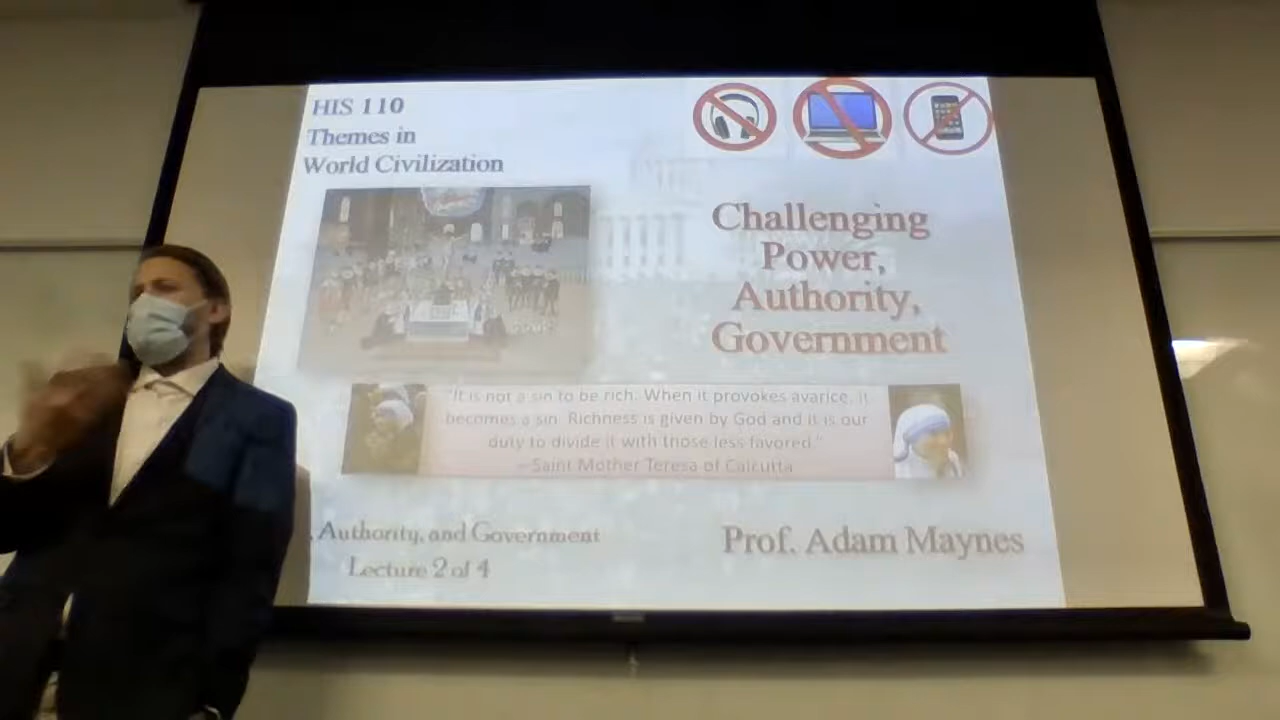 HIS 110
Themes in
World Civilization
Challenging
Power,
Authority,
Government
"It is not a sin to be rich. When it provokes avarice, it
becomes a sin. Richness is given by God and it is our
duty to divide it with those less favored."
–Saint Mother Teresa of Calcutta
, Authority, and Government
Lecture 2 of 4
Prof. Adam Maynes